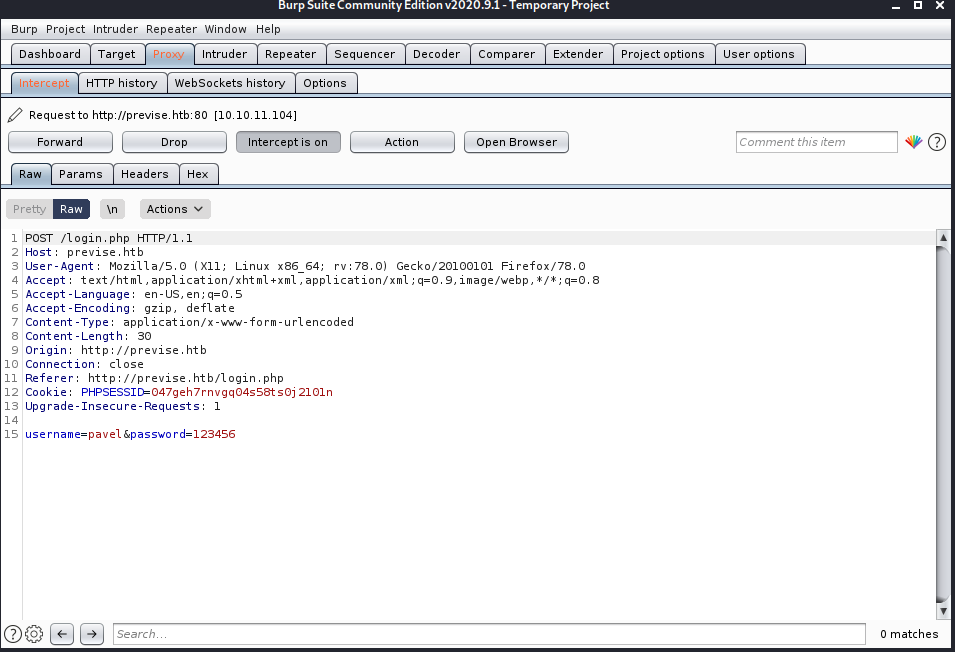 Burp Suite Community Edition v2020.9.1 - Temporary Project
Burp Project Intruder Repeater Window Help
Dashboard Target Proxy Intruder Repeater Sequencer Decoder Comparer Extender Project options User options
Intercept HTTP history WebSockets history Options
Request to http://previse.htb:80 [10.10.11.104]
Forward Drop Intercept is on Action Open Browser Comment this item ?
Raw Params Headers Hex
Pretty Raw \n Actions
1 POST /login.php HTTP/1.1
2 Host: previse.htb
3 User-Agent: Mozilla/5.0 (X11; Linux x86_64; rv:78.0) Gecko/20100101 Firefox/78.0
4 Accept: text/html,application/xhtml+xml,application/xml;q=0.9,image/webp,*/*;q=0.8
5 Accept-Language: en-US,en;q=0.5
6 Accept-Encoding: gzip, deflate
7 Content-Type: application/x-www-form-urlencoded
8 Content-Length: 30
9 Origin: http://previse.htb
10 Connection: close
11 Referer: http://previse.htb/login.php
12 Cookie: PHPSESSID=047geh7rnvgq04s58ts0j2101n
13 Upgrade-Insecure-Requests: 1
14
15 username=pavel&password=123456
? Search... 0 matches